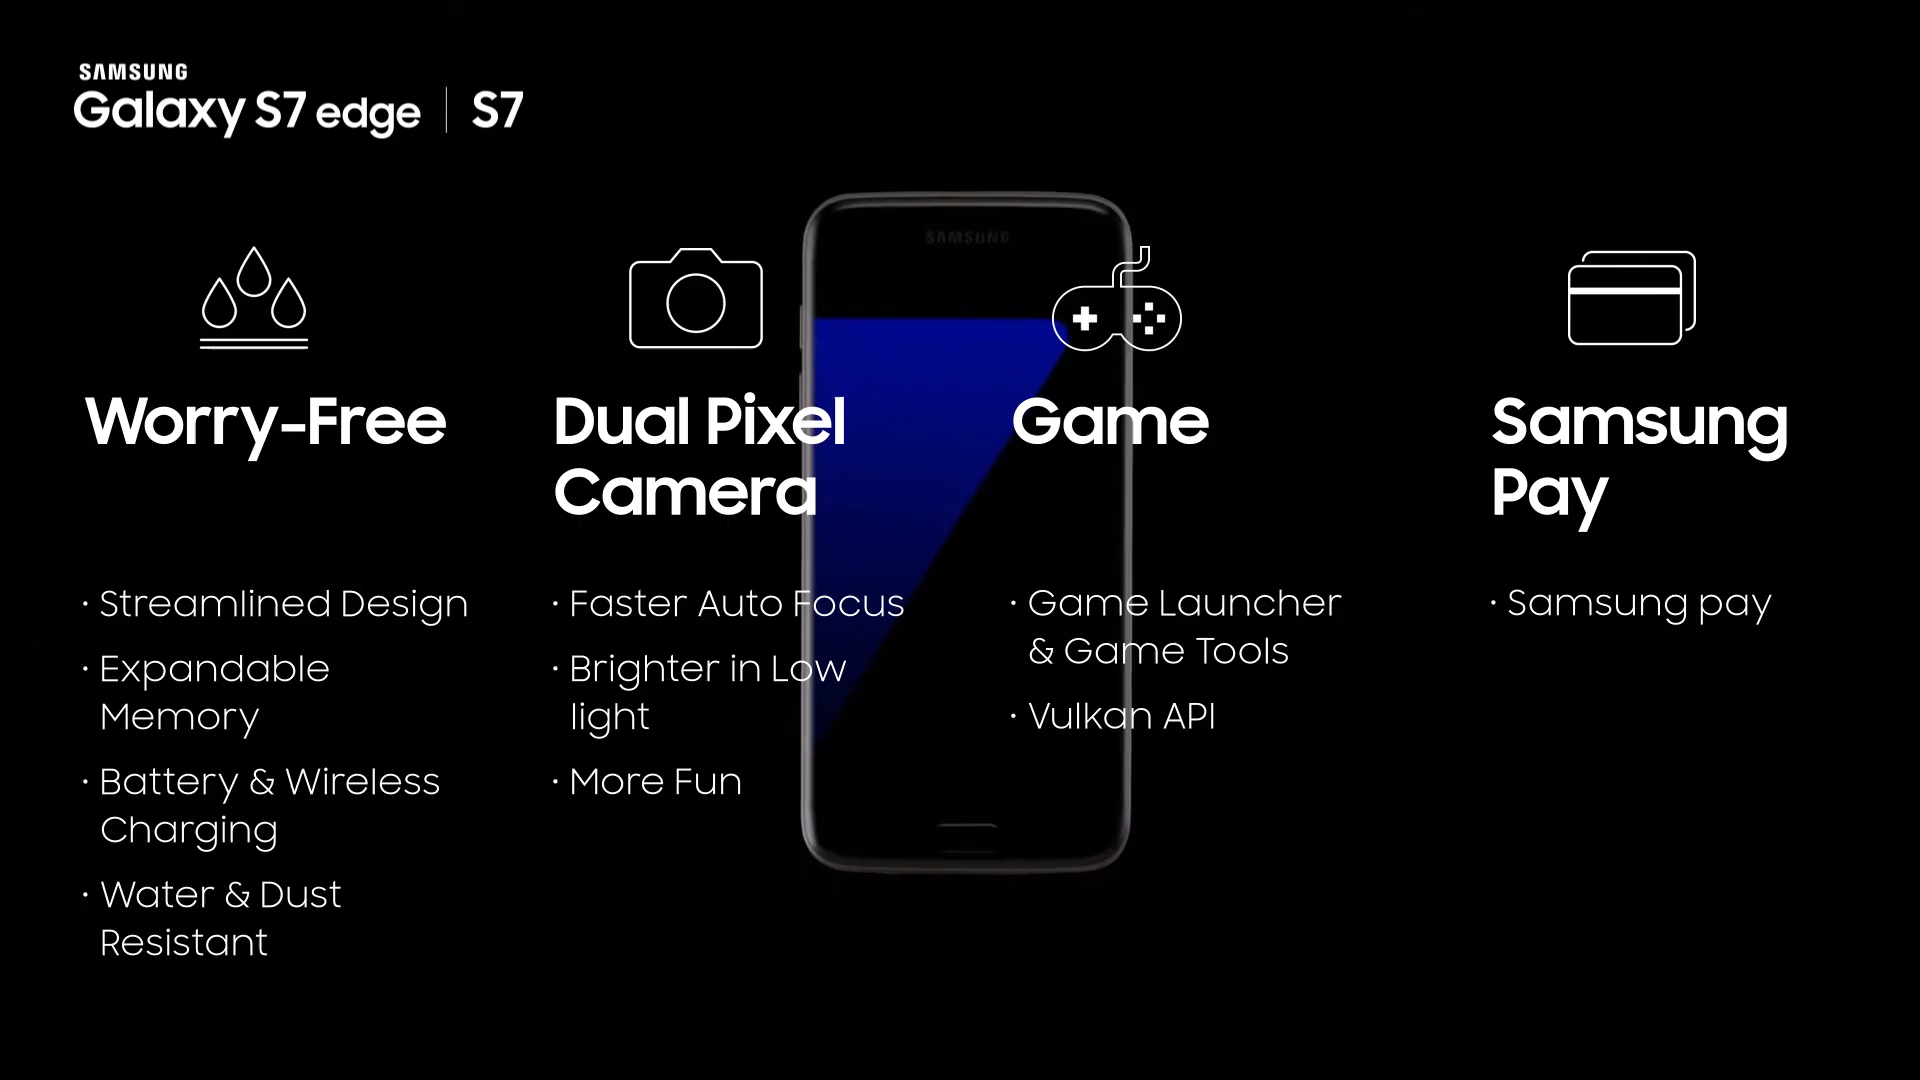 SAMSUNG
Galaxy S7 edge | S7
SAMSUNG
Worry-Free
· Streamlined Design
· Expandable
Memory
· Battery & Wireless
Charging
· Water & Dust
Resistant
Dual Pixel
Camera
· Faster Auto Focus
· Brighter in Low
light
· More Fun
Game
· Game Launcher
& Game Tools
· Vulkan API
Samsung
Pay
· Samsung pay